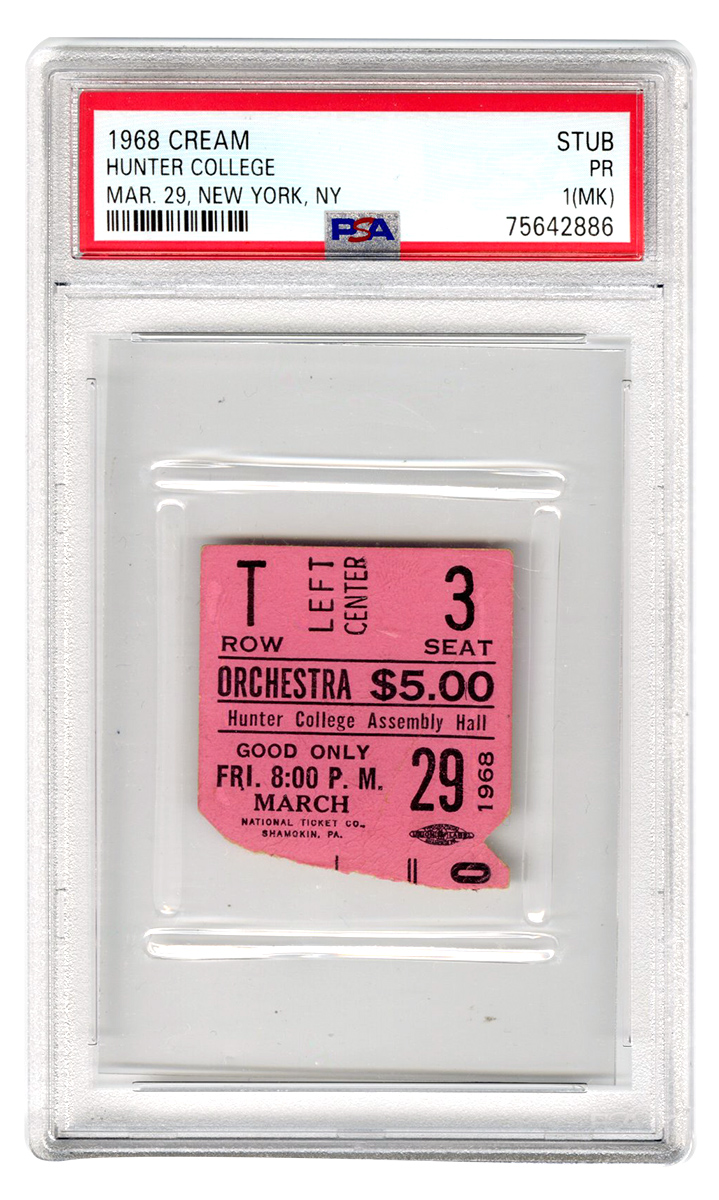 1968 CREAM STUB
HUNTER COLLEGE PR
MAR. 29, NEW YORK, NY 1(MK)
PSA 75642886
T LEFT CENTER 3
ROW SEAT
ORCHESTRA $5.00
Hunter College Assembly Hall
GOOD ONLY
FRI. 8:00 P. M.
MARCH 29 1968
NATIONAL TICKET CO.,
SHAMOKIN, PA.